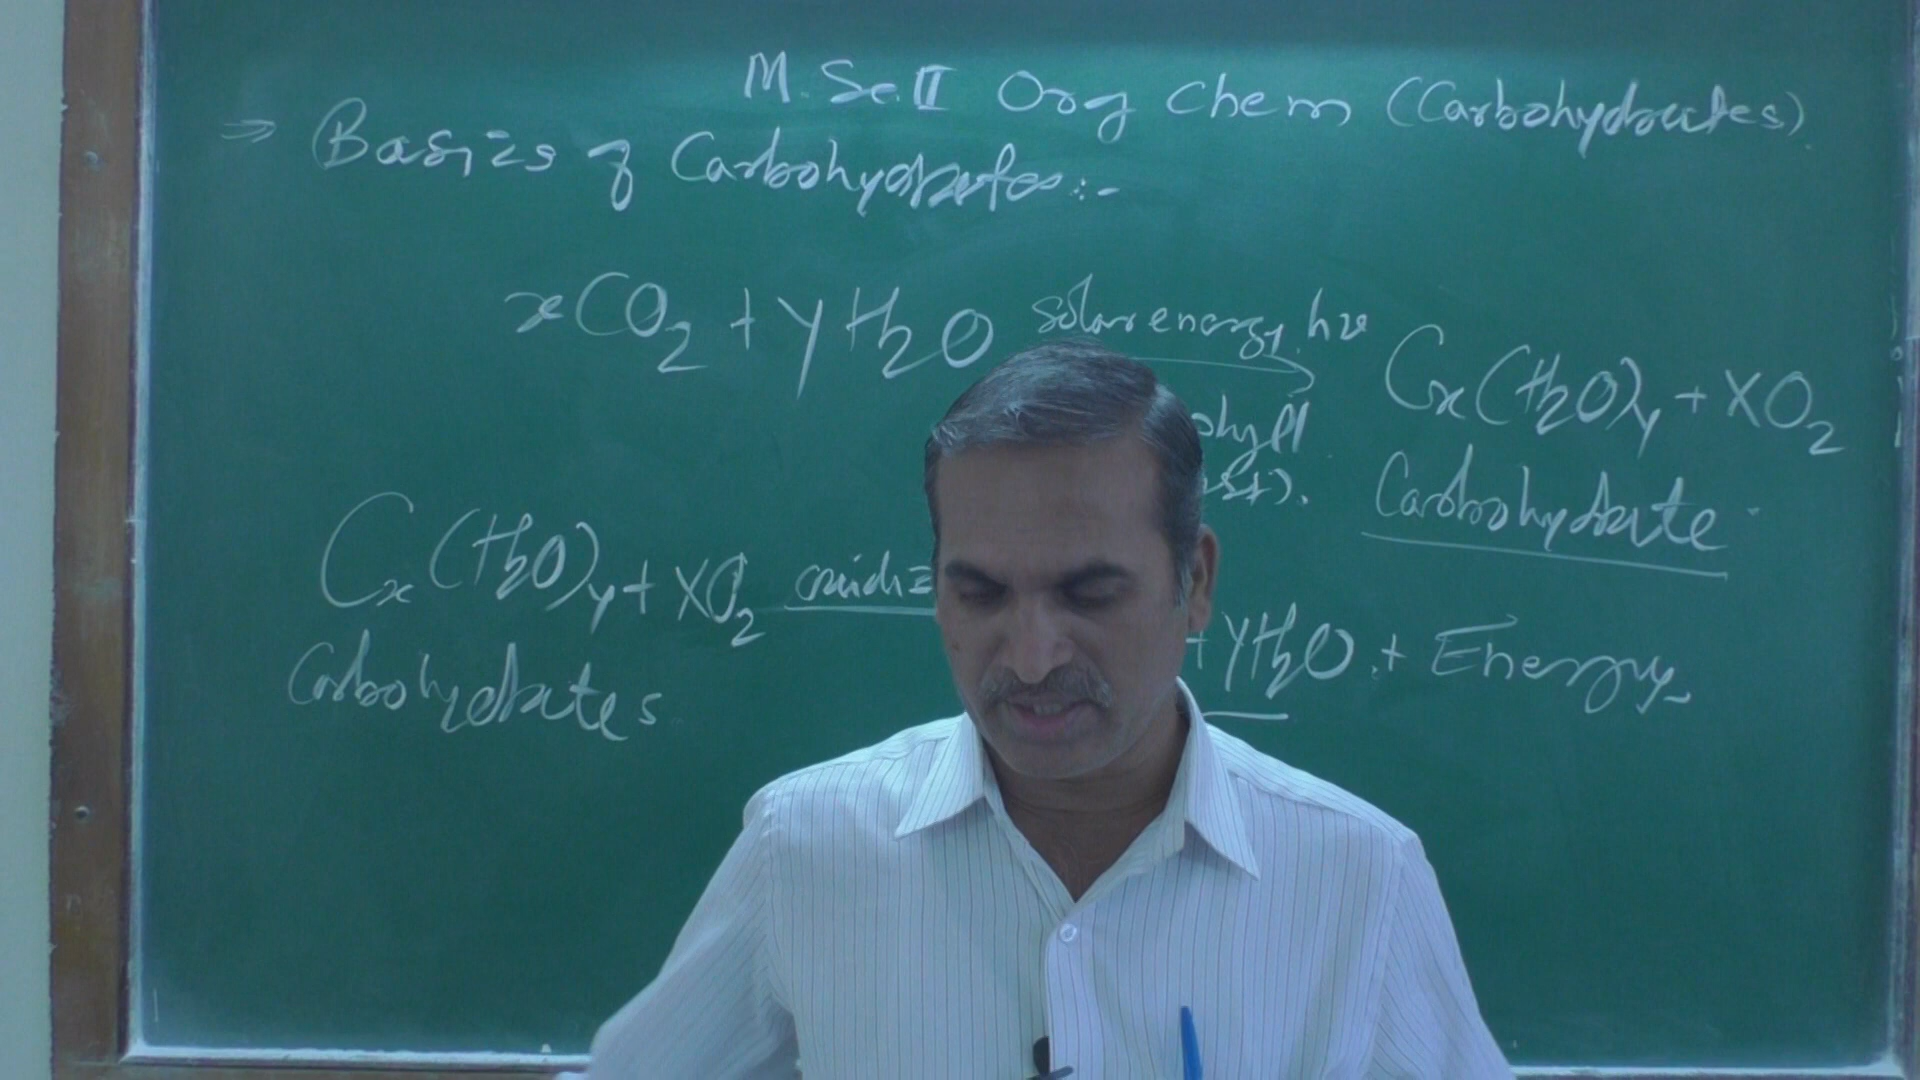 M.Sc.II Org Chem (Carbohydrates)
⇒ Basics of Carbohydrates:-
xCO2 + yH2O solar energy, hν → Cx(H2O)y + XO2
Carbohydrate
Cx(H2O)y + XO2 + YH2O + Energy
Carbohydrates